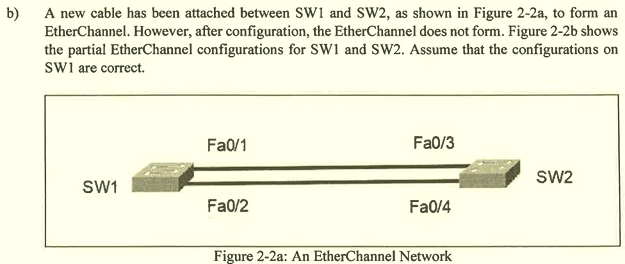 b) A new cable has been attached between SW1 and SW2, as shown in Figure 2-2a, to form an
EtherChannel. However, after configuration, the EtherChannel does not form. Figure 2-2b shows
the partial EtherChannel configurations for SW1 and SW2. Assume that the configurations on
SW1 are correct.
Fa0/1 Fa0/3
SW1 SW2
Fa0/2 Fa0/4
Figure 2-2a: An EtherChannel Network